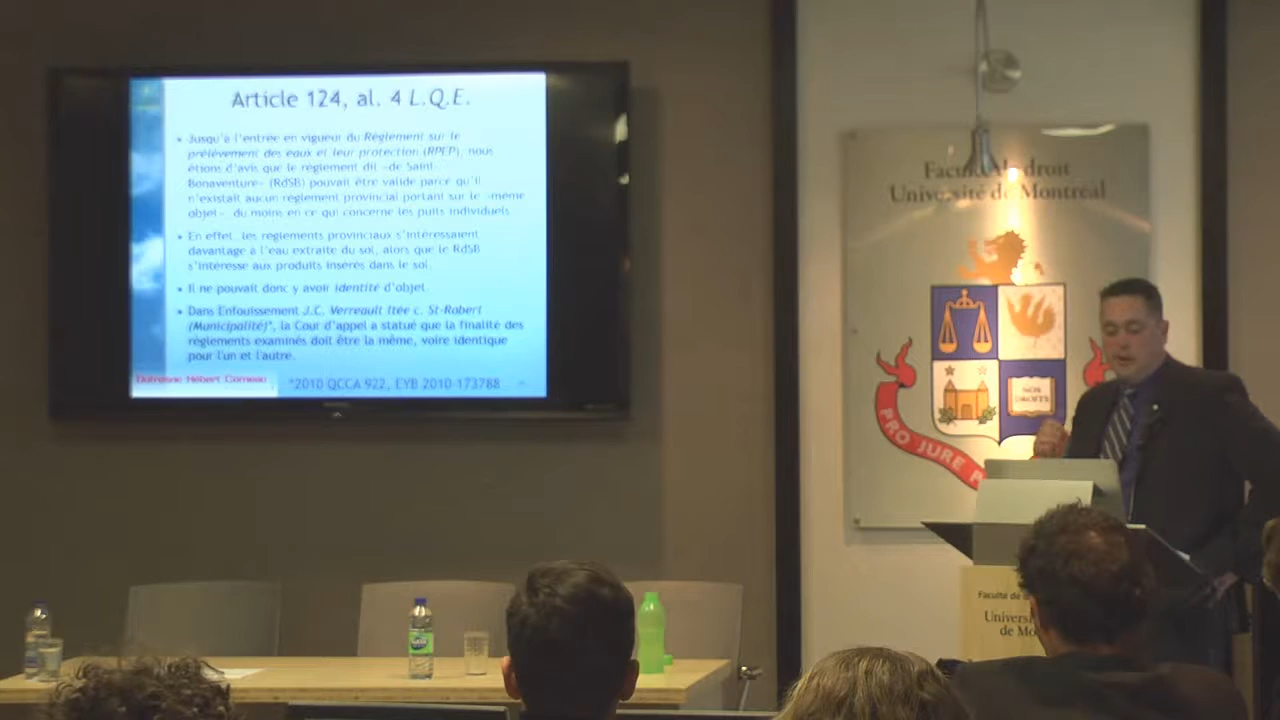 Article 124, al. 4 L.Q.E.
• Jusqu'à l'entrée en vigueur du Règlement sur le
prélèvement des eaux et leur protection (RPEP), nous
étions d'avis que le règlement dit «de Saint-
Bonaventure» (RdSB) pouvait être valide parce qu'il
n'existait aucun règlement provincial portant sur le «même
objet», du moins en ce qui concerne les puits individuels.
• En effet, les règlements provinciaux s'intéressaient
davantage à l'eau extraite du sol, alors que le RdSB
s'intéresse aux produits insérés dans le sol.
• Il ne pouvait donc y avoir identité d'objet.
• Dans Enfouissement J.C. Verreault ltée c. St-Robert
(Municipalité)*, la Cour d'appel a statué que la finalité des
règlements examinés doit être la même, voire identique
pour l'un et l'autre.
Dufresne Hébert Comeau
*2010 QCCA 922, EYB 2010-173788
Faculté de droit
Université de Montréal
NOS
DROITS
PRO JURE
Faculté de
Univers
de Mo